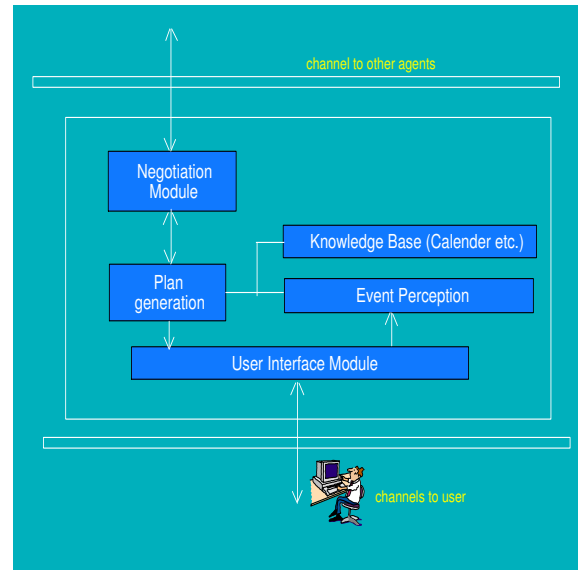 channel to other agents
Negotiation
Module
Knowledge Base (Calender etc.)
Plan
generation
Event Perception
User Interface Module
channels to user